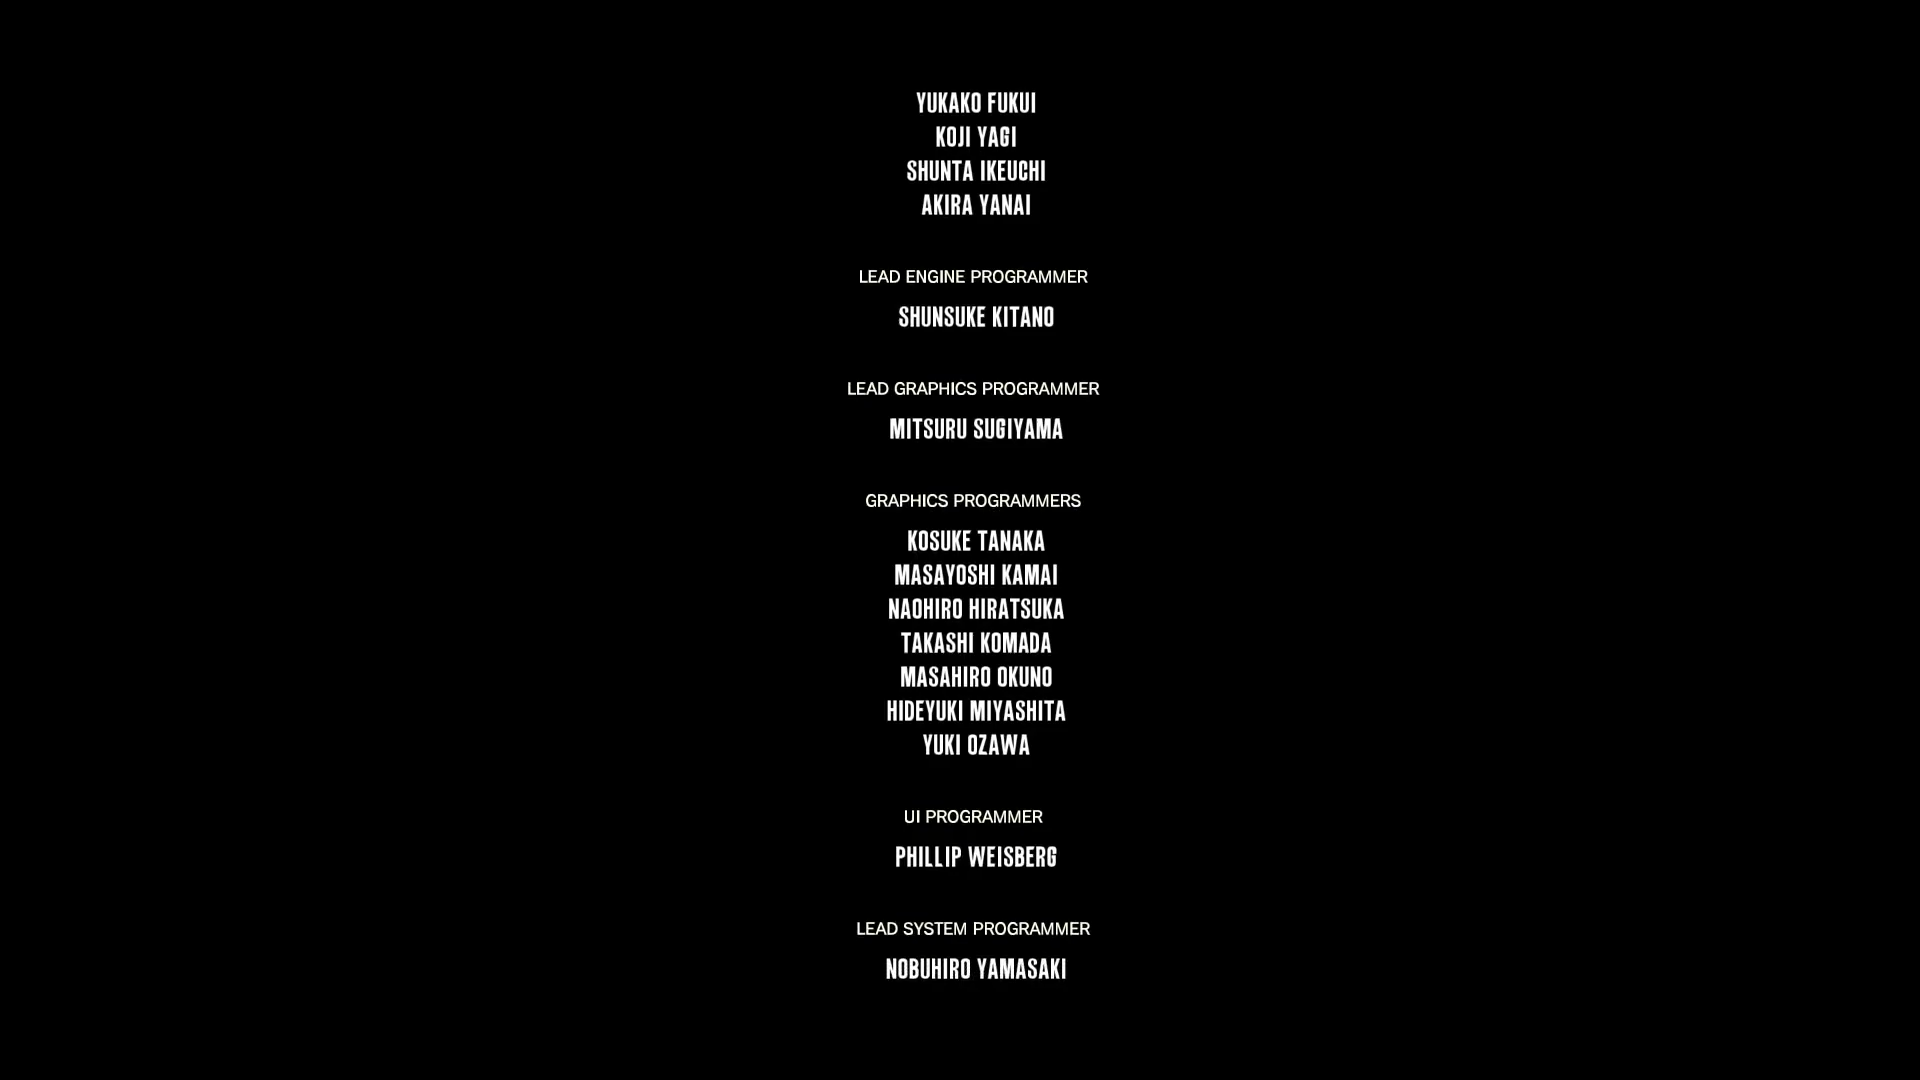 YUKAKO FUKUI
KOJI YAGI
SHUNTA IKEUCHI
AKIRA YANAI
LEAD ENGINE PROGRAMMER
SHUNSUKE KITANO
LEAD GRAPHICS PROGRAMMER
MITSURU SUGIYAMA
GRAPHICS PROGRAMMERS
KOSUKE TANAKA
MASAYOSHI KAMAI
NAOHIRO HIRATSUKA
TAKASHI KOMADA
MASAHIRO OKUNO
HIDEYUKI MIYASHITA
YUKI OZAWA
UI PROGRAMMER
PHILLIP WEISBERG
LEAD SYSTEM PROGRAMMER
NOBUHIRO YAMASAKI